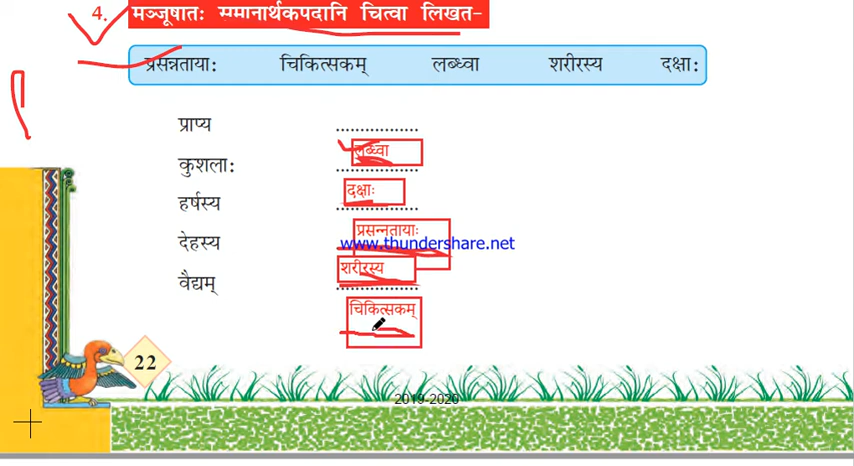 4. मञ्जूषातः समानार्थकपदानि चित्वा लिखत-
प्रसन्नतायाः चिकित्सकम् लब्ध्वा शरीरस्य दक्षाः
प्राप्य ..................
लब्ध्वा
कुशलाः ..................
दक्षाः
हर्षस्य ..................
प्रसन्नतायाः
देहस्य
www.thundershare.net
शरीरस्य
वैद्यम् ..................
चिकित्सकम्
22
2019-2020